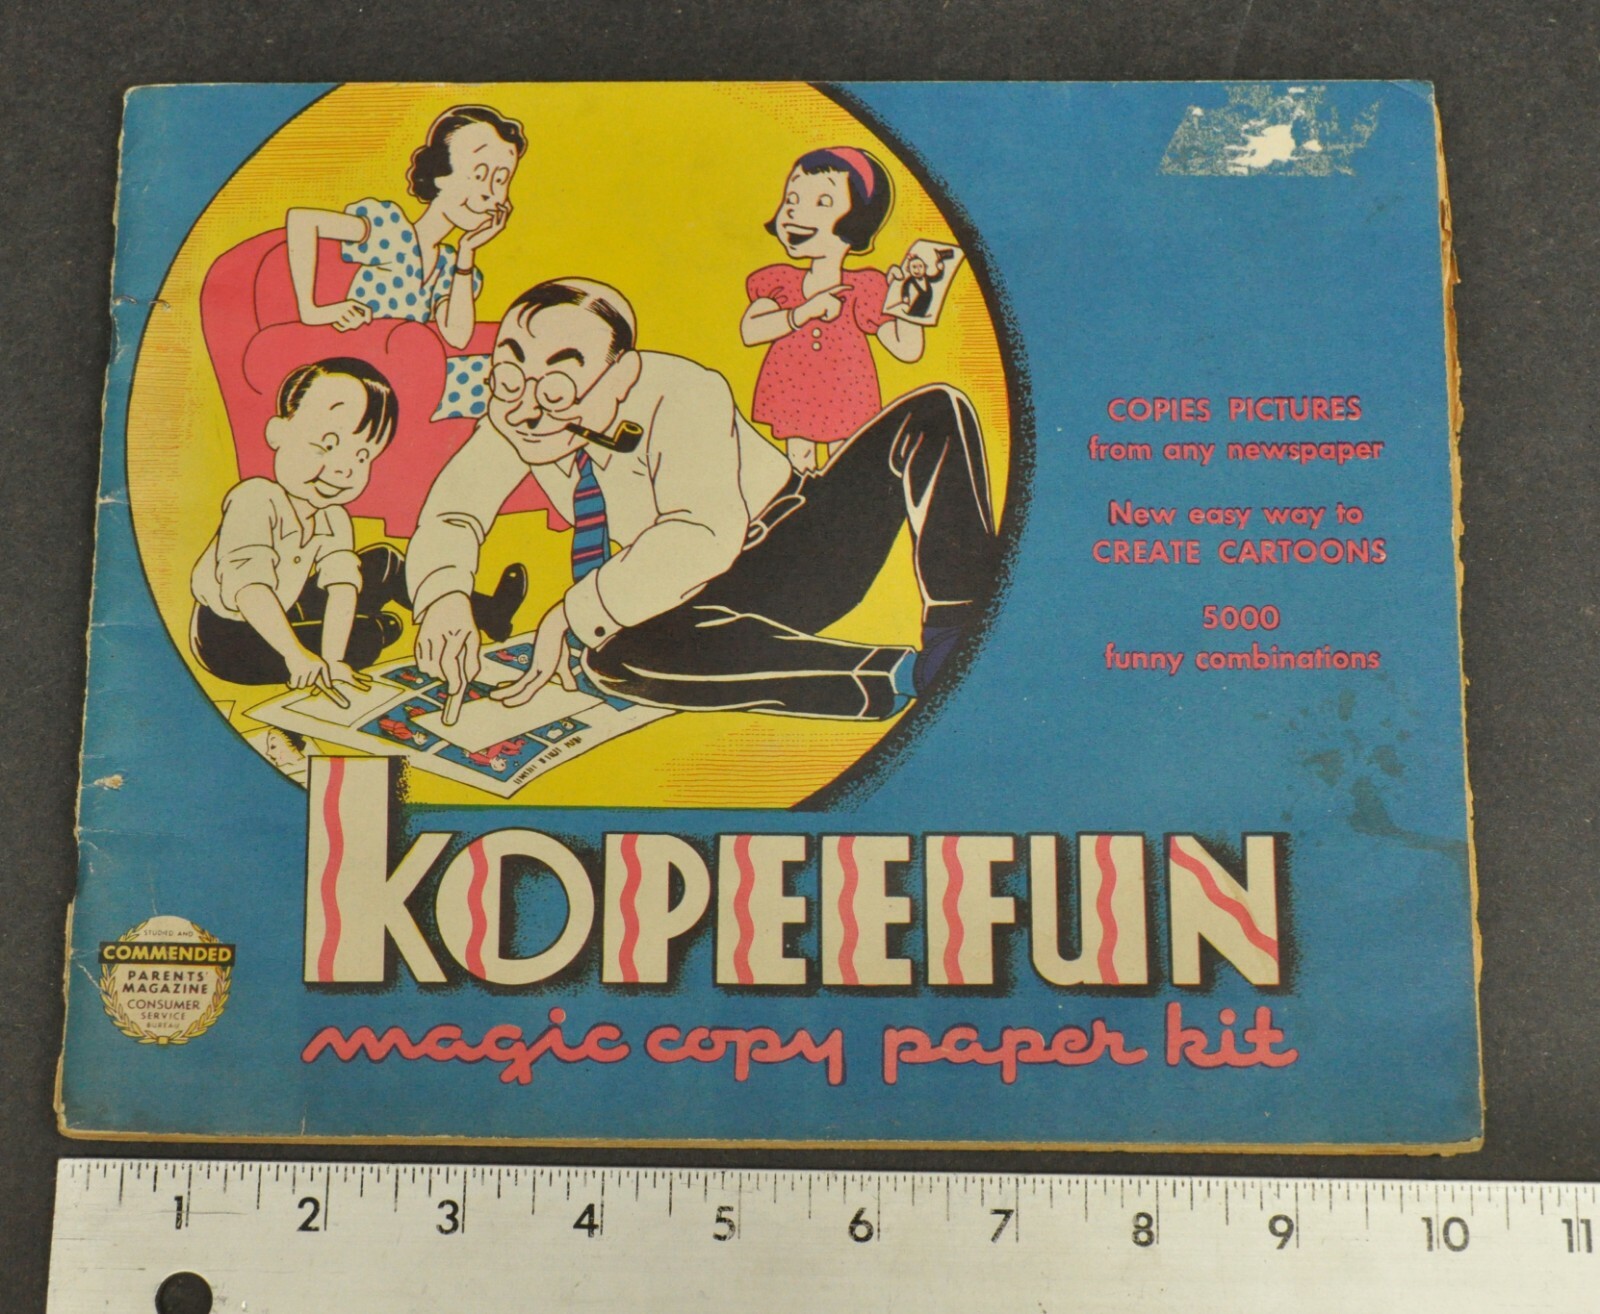 COPIES PICTURES
from any newspaper
New easy way to
CREATE CARTOONS
5000
funny combinations
KOPEEFUN
magic copy paper kit
STUDIED AND
COMMENDED
PARENTS'
MAGAZINE
CONSUMER
SERVICE
BUREAU
1 2 3 4 5 6 7 8 9 10 11